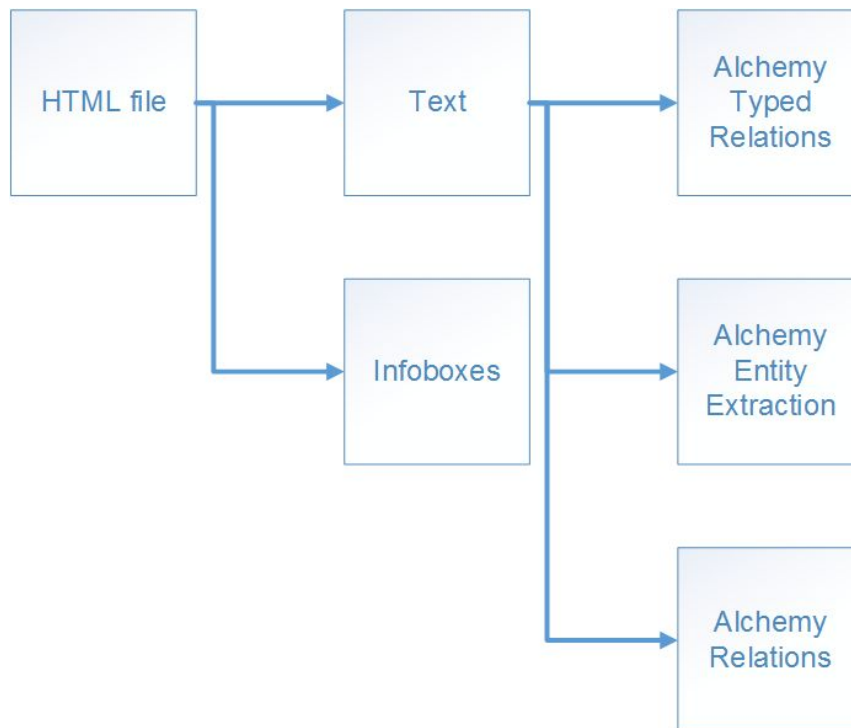 HTML file
Text
Alchemy
Typed
Relations
Infoboxes
Alchemy
Entity
Extraction
Alchemy
Relations